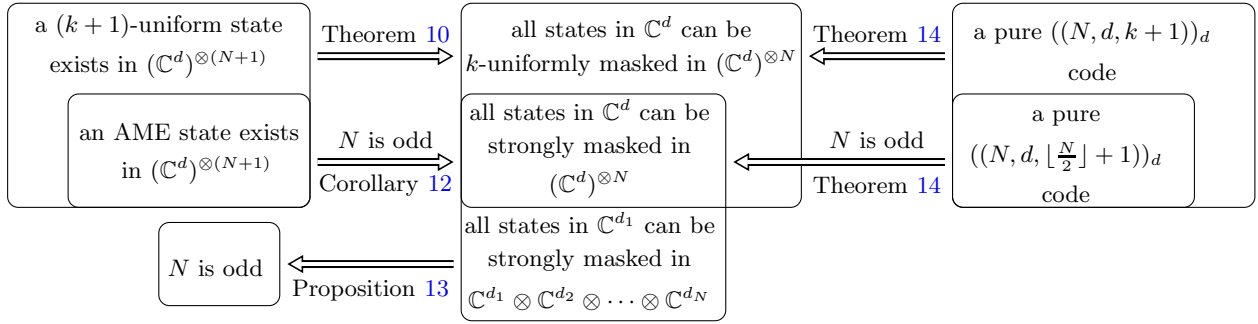 a (k + 1)-uniform state
exists in (ℂ^d)^{⊗(N+1)}
an AME state exists
in (ℂ^d)^{⊗(N+1)}
Theorem 10
N is odd
Corollary 12
all states in ℂ^d can be
k-uniformly masked in (ℂ^d)^{⊗N}
all states in ℂ^d can be
strongly masked in
(ℂ^d)^{⊗N}
all states in ℂ^{d_1} can be
strongly masked in
ℂ^{d_1} ⊗ ℂ^{d_2} ⊗ ⋯ ⊗ ℂ^{d_N}
Theorem 14
N is odd
Theorem 14
a pure ((N, d, k + 1))_d
code
a pure
((N, d, ⌊N/2⌋ + 1))_d
code
N is odd
Proposition 13